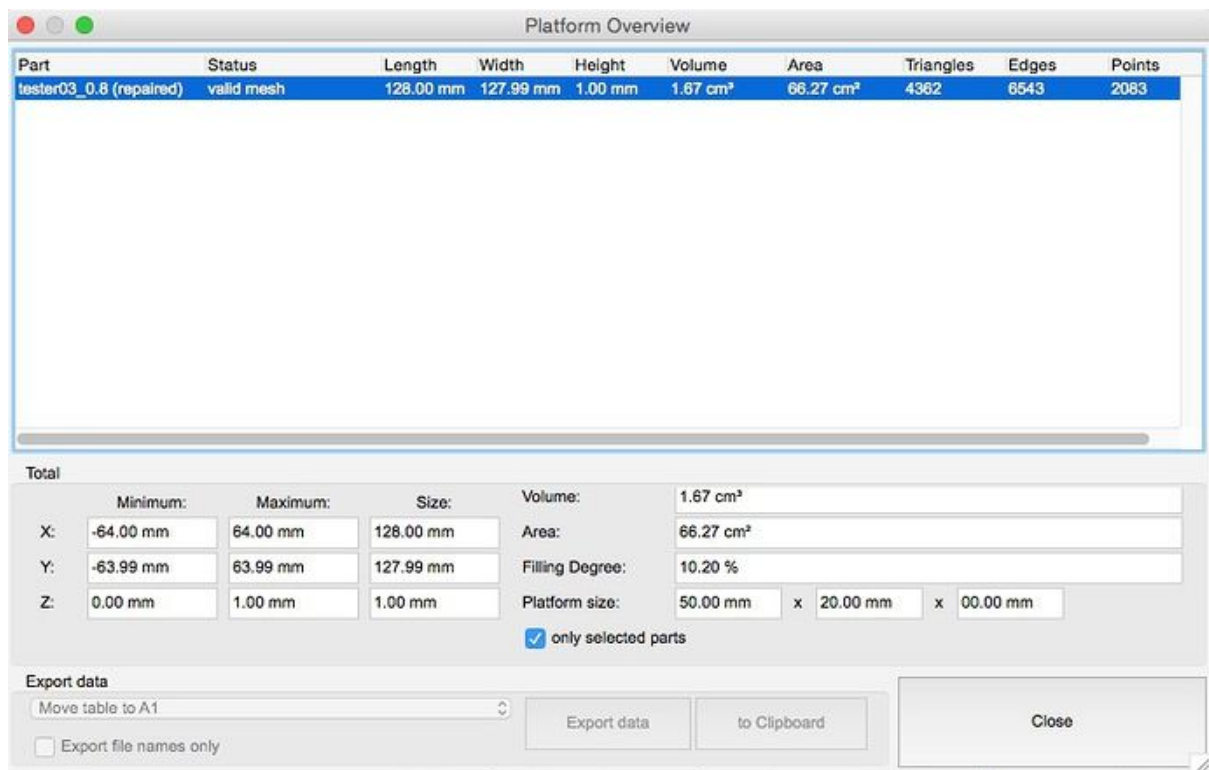 Platform Overview
Part Status Length Width Height Volume Area Triangles Edges Points
tester03_0.8 (repaired) valid mesh 128.00 mm 127.99 mm 1.00 mm 1.67 cm³ 66.27 cm² 4362 6543 2083
Total
Minimum: Maximum: Size: Volume: 1.67 cm³
X: -64.00 mm 64.00 mm 128.00 mm Area: 66.27 cm²
Y: -63.99 mm 63.99 mm 127.99 mm Filling Degree: 10.20 %
Z: 0.00 mm 1.00 mm 1.00 mm Platform size: 50.00 mm x 20.00 mm x 00.00 mm
only selected parts
Export data
Move table to A1
Export data to Clipboard Close
Export file names only